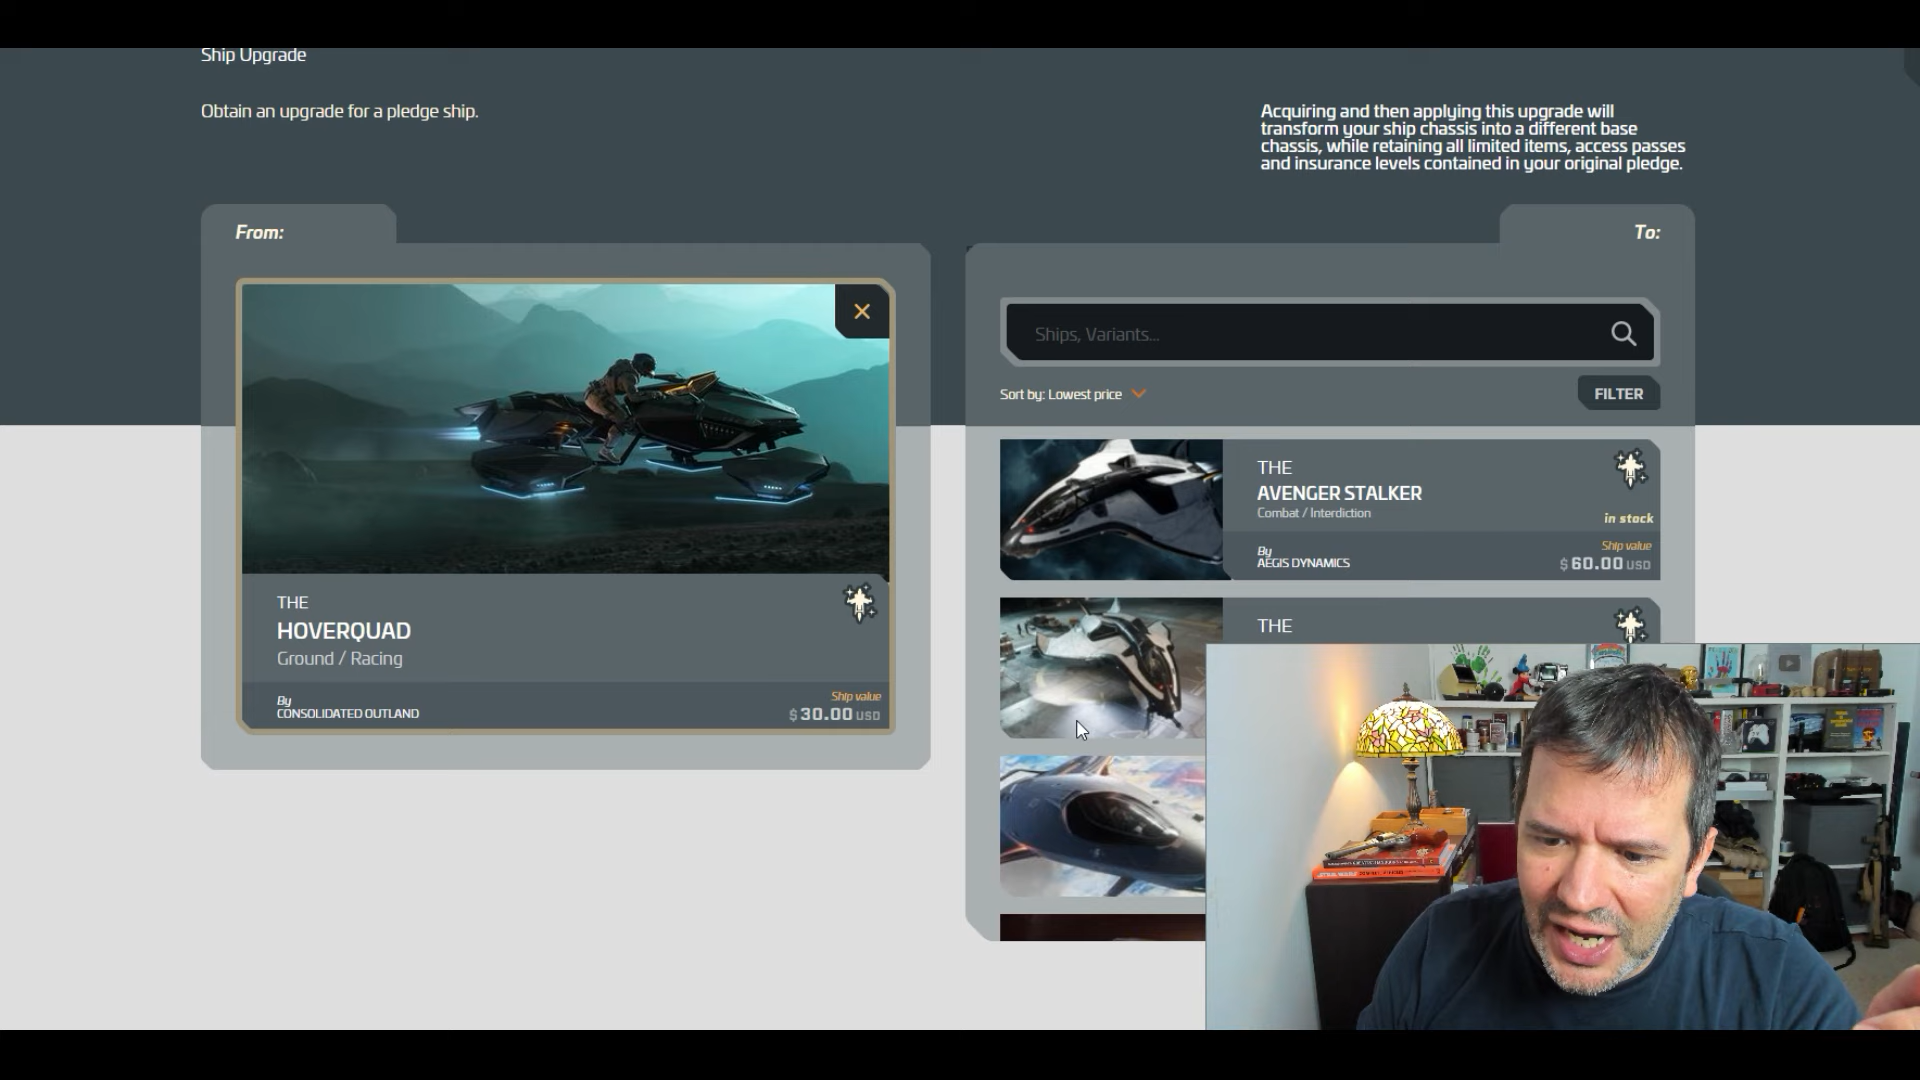 Ship Upgrade
Obtain an upgrade for a pledge ship.
Acquiring and then applying this upgrade will
transform your ship chassis into a different base
chassis, while retaining all limited items, access passes
and insurance levels contained in your original pledge.
From:
THE
HOVERQUAD
Ground / Racing
By
CONSOLIDATED OUTLAND
Ship value
$30.00 USD
To:
Ships, Variants...
Sort by: Lowest price
FILTER
THE
AVENGER STALKER
Combat / Interdiction
in stock
By
AEGIS DYNAMICS
Ship value
$60.00 USD
THE
STAR WARS